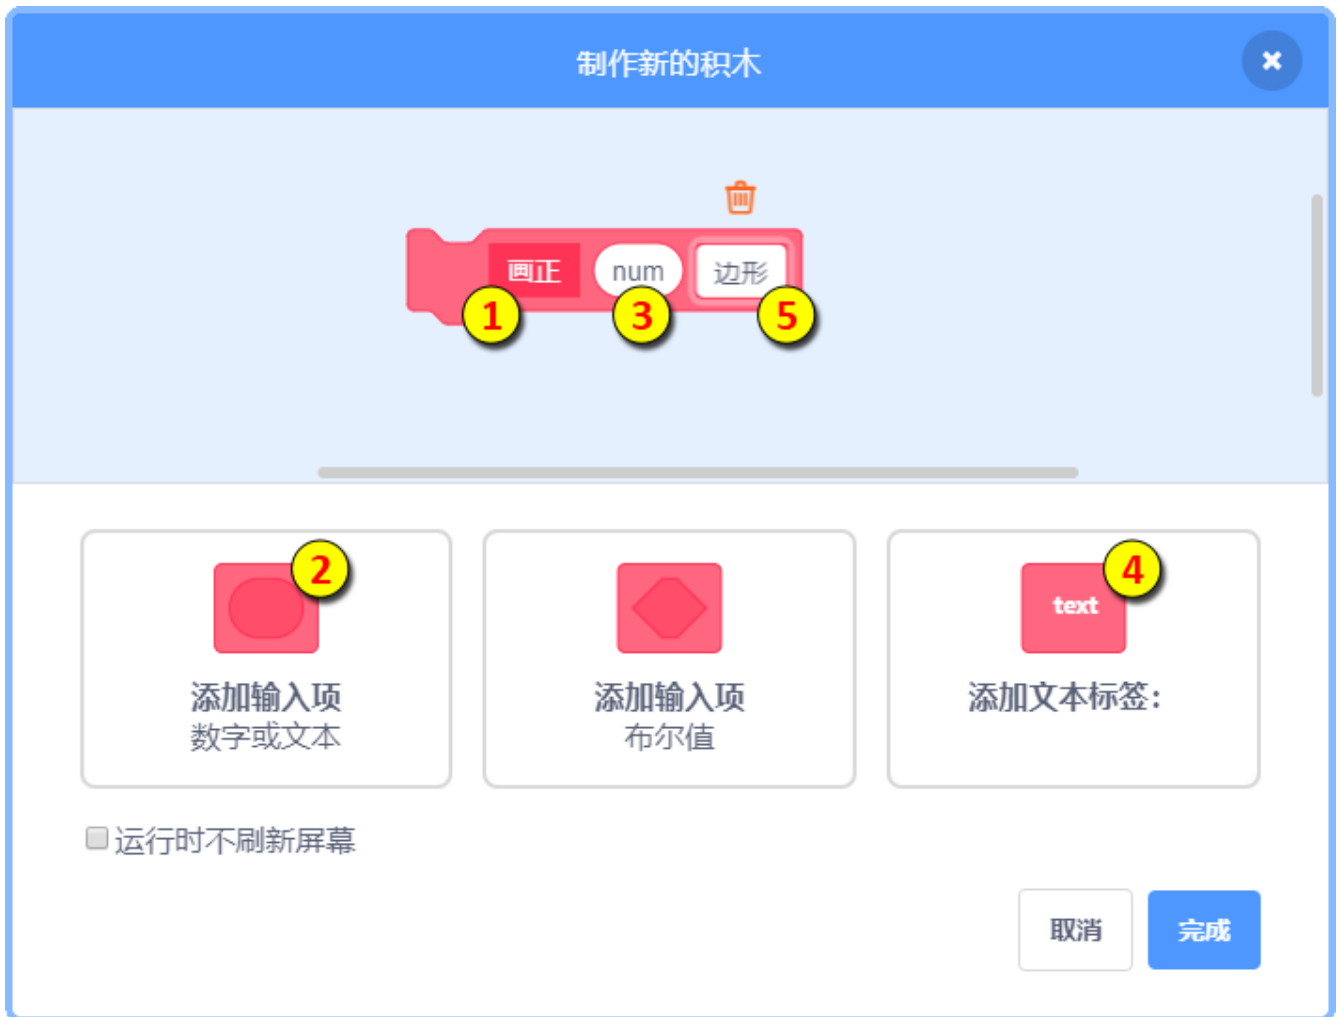 制作新的积木
画正 num 边形
1 3 5
2 4
text
添加输入项 添加输入项 添加文本标签:
数字或文本 布尔值
运行时不刷新屏幕
取消 完成